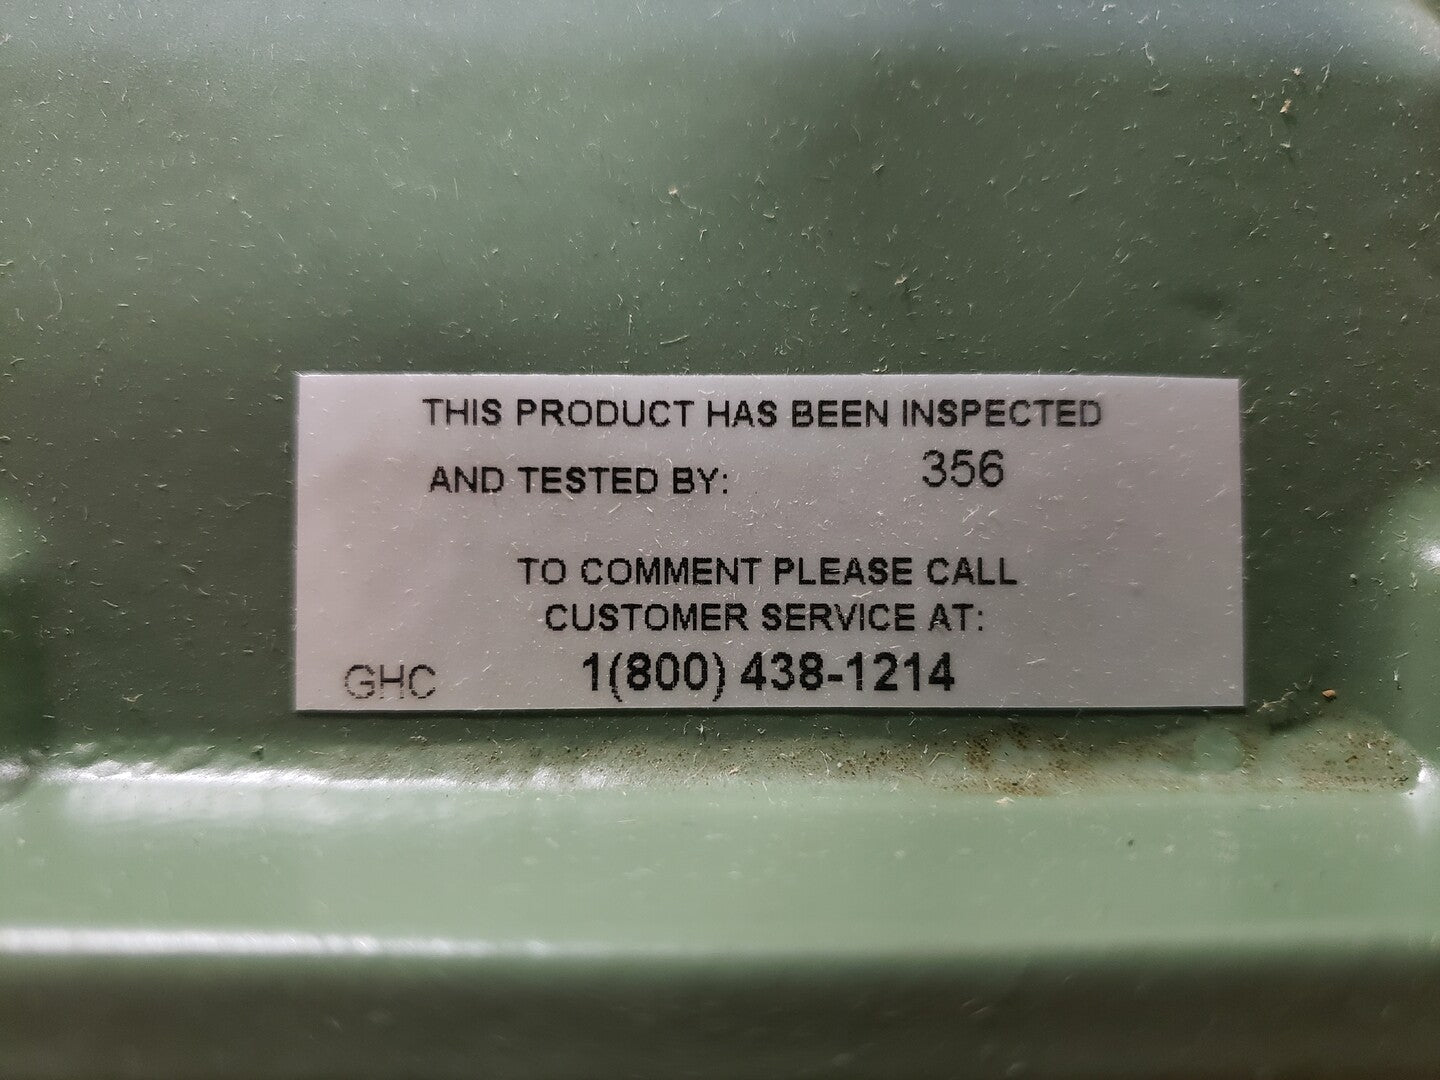 THIS PRODUCT HAS BEEN INSPECTED
AND TESTED BY: 356
TO COMMENT PLEASE CALL
CUSTOMER SERVICE AT:
GHC 1(800) 438-1214